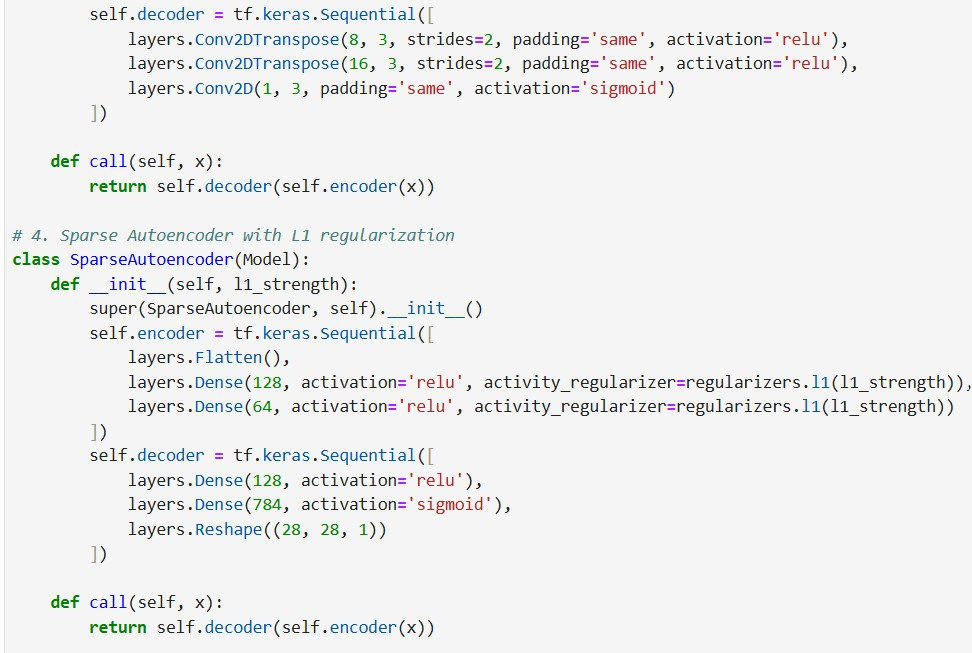 self.decoder = tf.keras.Sequential([
layers.Conv2DTranspose(8, 3, strides=2, padding='same', activation='relu'),
layers.Conv2DTranspose(16, 3, strides=2, padding='same', activation='relu'),
layers.Conv2D(1, 3, padding='same', activation='sigmoid')
])
def call(self, x):
return self.decoder(self.encoder(x))
# 4. Sparse Autoencoder with L1 regularization
class SparseAutoencoder(Model):
def __init__(self, l1_strength):
super(SparseAutoencoder, self).__init__()
self.encoder = tf.keras.Sequential([
layers.Flatten(),
layers.Dense(128, activation='relu', activity_regularizer=regularizers.l1(l1_strength)),
layers.Dense(64, activation='relu', activity_regularizer=regularizers.l1(l1_strength))
])
self.decoder = tf.keras.Sequential([
layers.Dense(128, activation='relu'),
layers.Dense(784, activation='sigmoid'),
layers.Reshape((28, 28, 1))
])
def call(self, x):
return self.decoder(self.encoder(x))